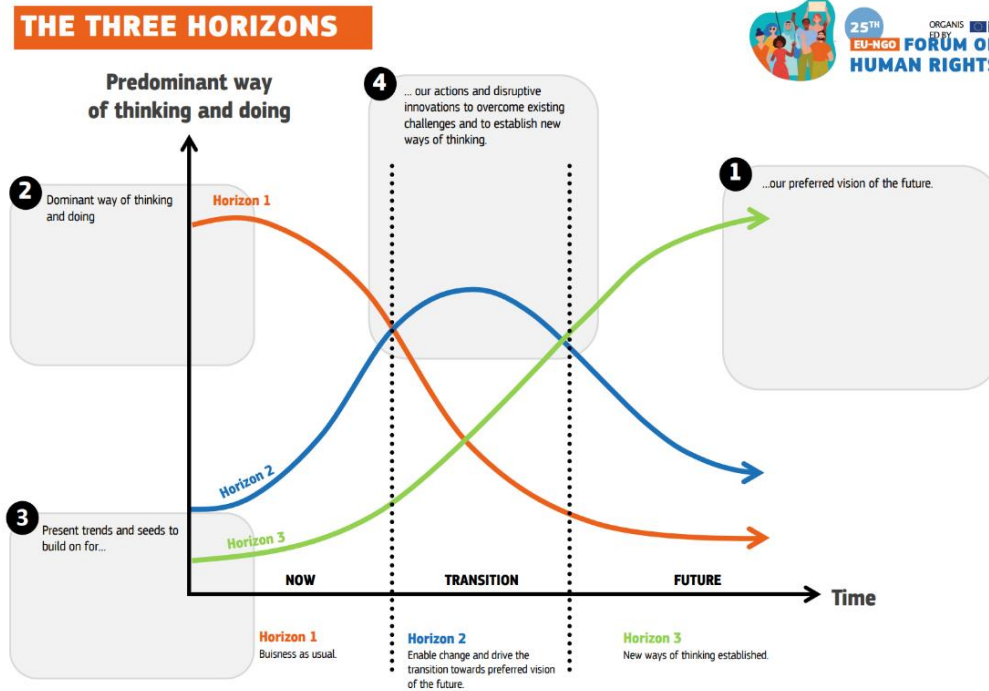 THE THREE HORIZONS
25TH
ORGANIS
ED BY
EU-NGO FORUM OF
HUMAN RIGHTS
Predominant way
of thinking and doing
4
... our actions and disruptive
innovations to overcome existing
challenges and to establish new
ways of thinking.
1
...our preferred vision of the future.
2
Dominant way of thinking
and doing
Horizon 1
Horizon 2
3
Present trends and seeds to
build on for...
Horizon 3
NOW
TRANSITION
FUTURE
Time
Horizon 1
Buisness as usual.
Horizon 2
Enable change and drive the
transition towards preferred vision
of the future.
Horizon 3
New ways of thinking established.